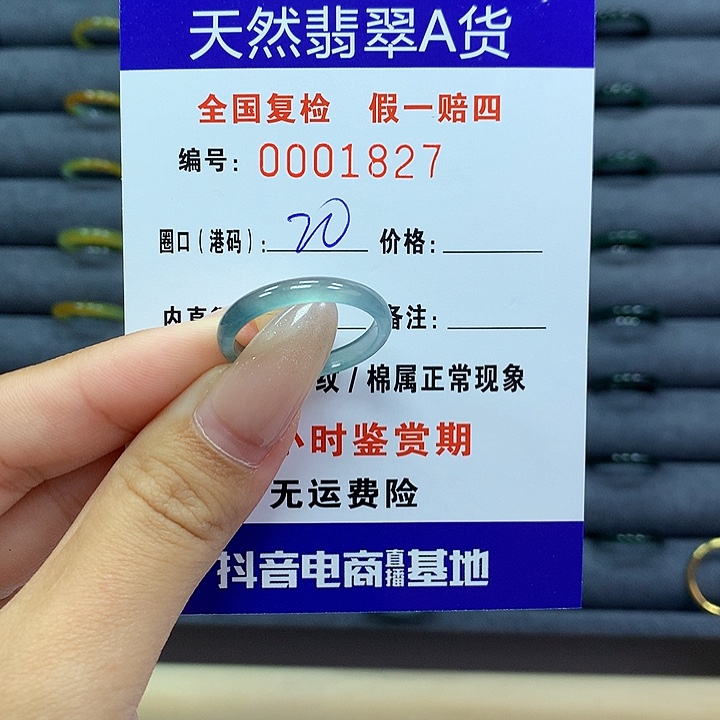 天然翡翠A货
全国复检 假一赔四
编号: 0001827
圈口(港码): 20 价格:
内直 备注:
纹/棉属正常现象
小时鉴赏期
无运费险
抖音电商直播基地